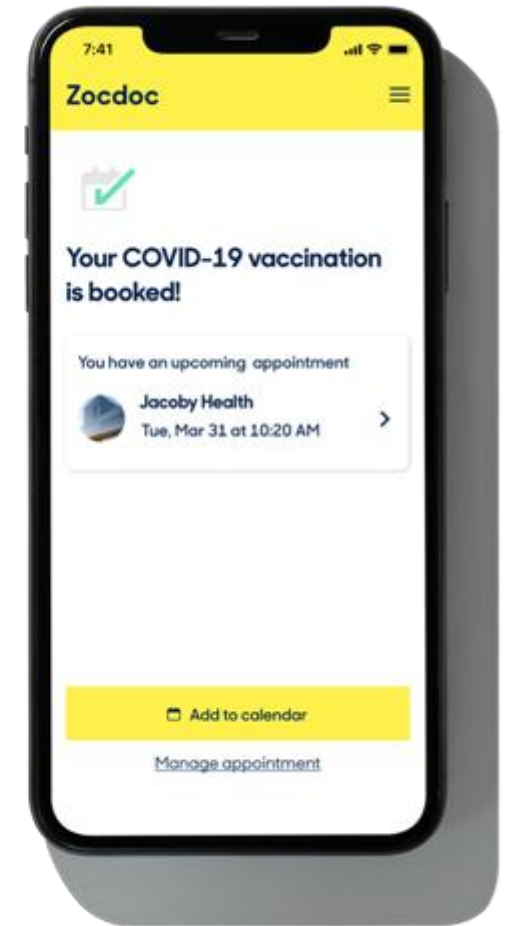 7:41
Zocdoc
Your COVID-19 vaccination
is booked!
You have an upcoming appointment
Jacoby Health
Tue, Mar 31 at 10:20 AM
Add to calendar
Manage appointment